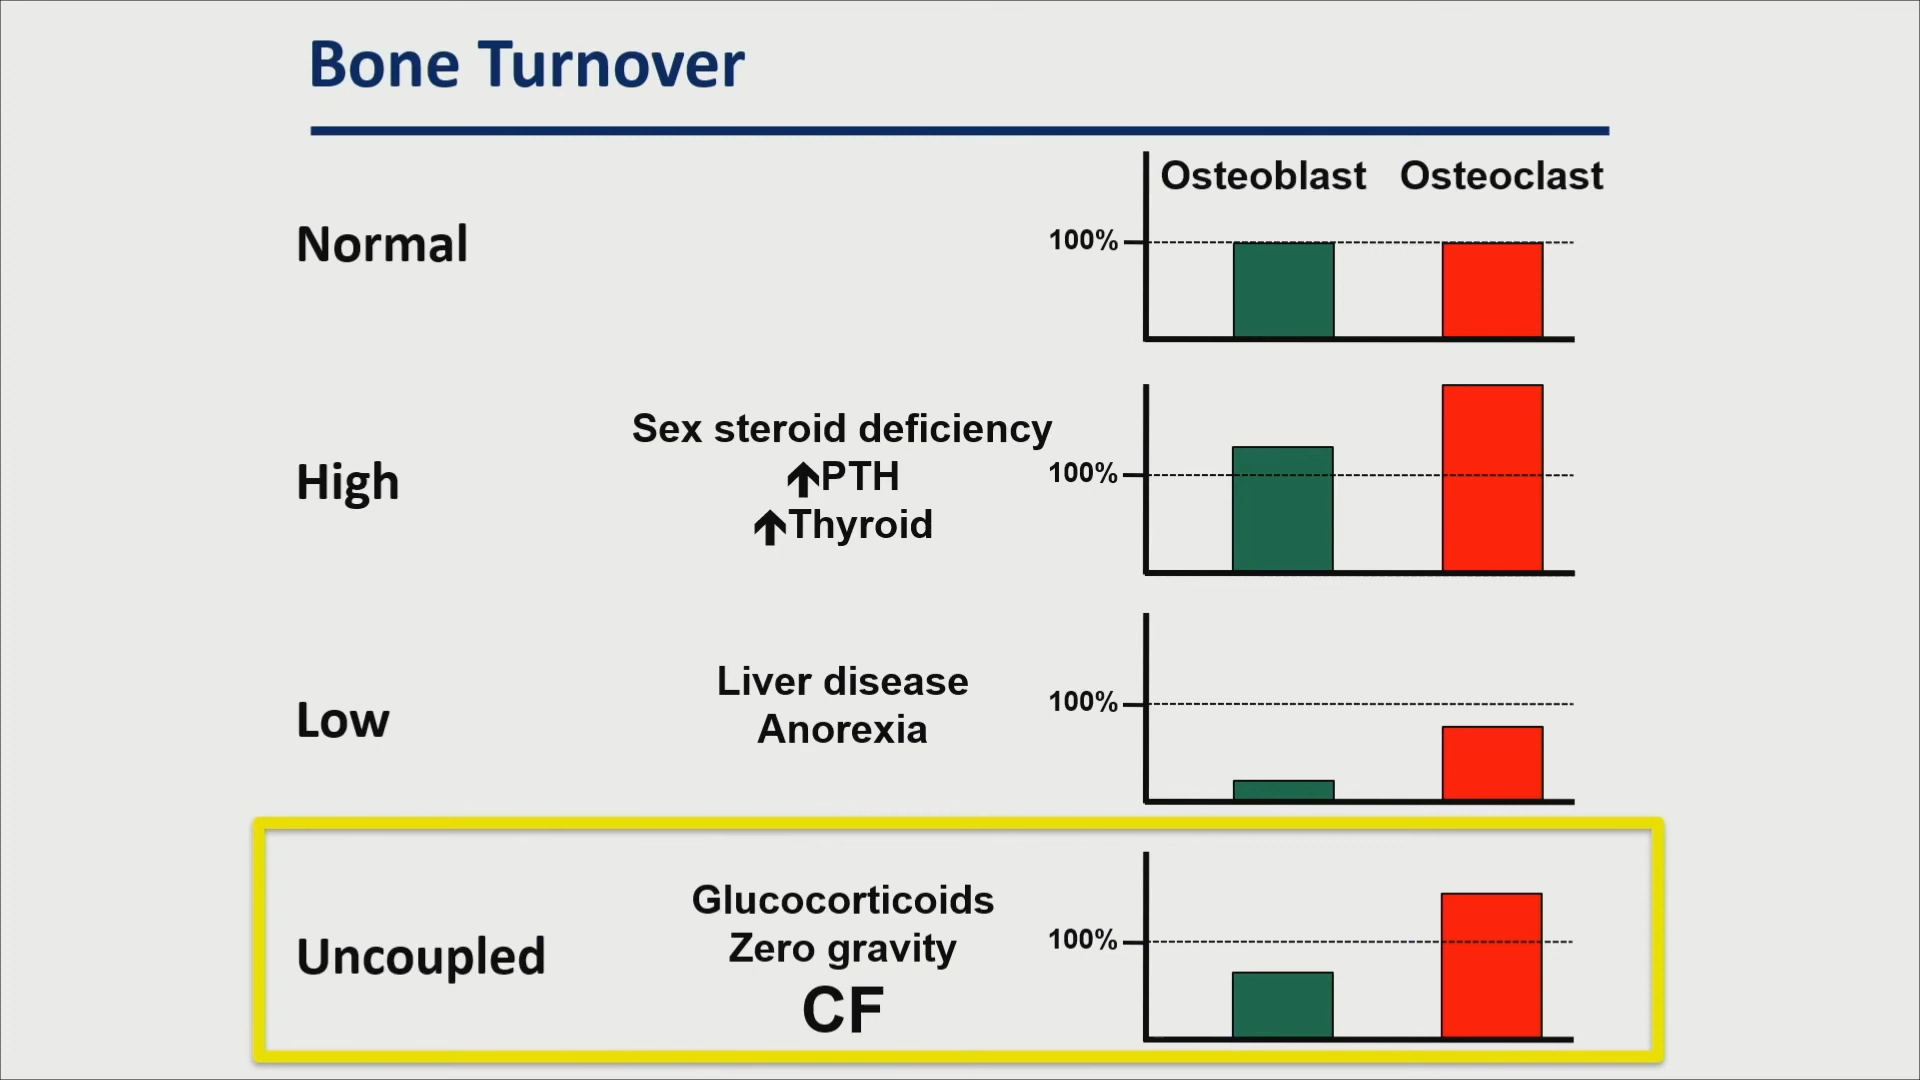 Bone Turnover
Osteoblast Osteoclast
Normal
100%
High
Sex steroid deficiency
↑PTH
↑Thyroid
100%
Low
Liver disease
Anorexia
100%
Uncoupled
Glucocorticoids
Zero gravity
CF
100%